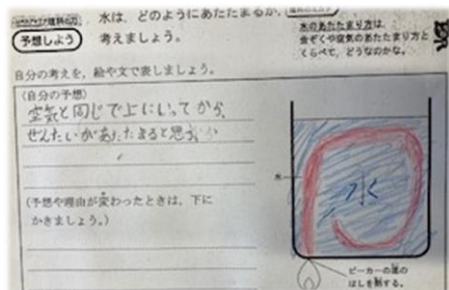 水は、どのようにあたたまるか、
予想しよう
考えましょう。
水のあたたまり方は、
金ぞくや空気のあたたまり方と
くらべて、どうなのかな。
自分の考えを、絵や文で表しましょう。
(自分の予想)
空気と同じで上にいってから、
ぜんたいがあたたまると思う。
(予想や理由が変わったときは、下に
かきましょう。)
水
水
ビーカーの底の
はしを熱する。